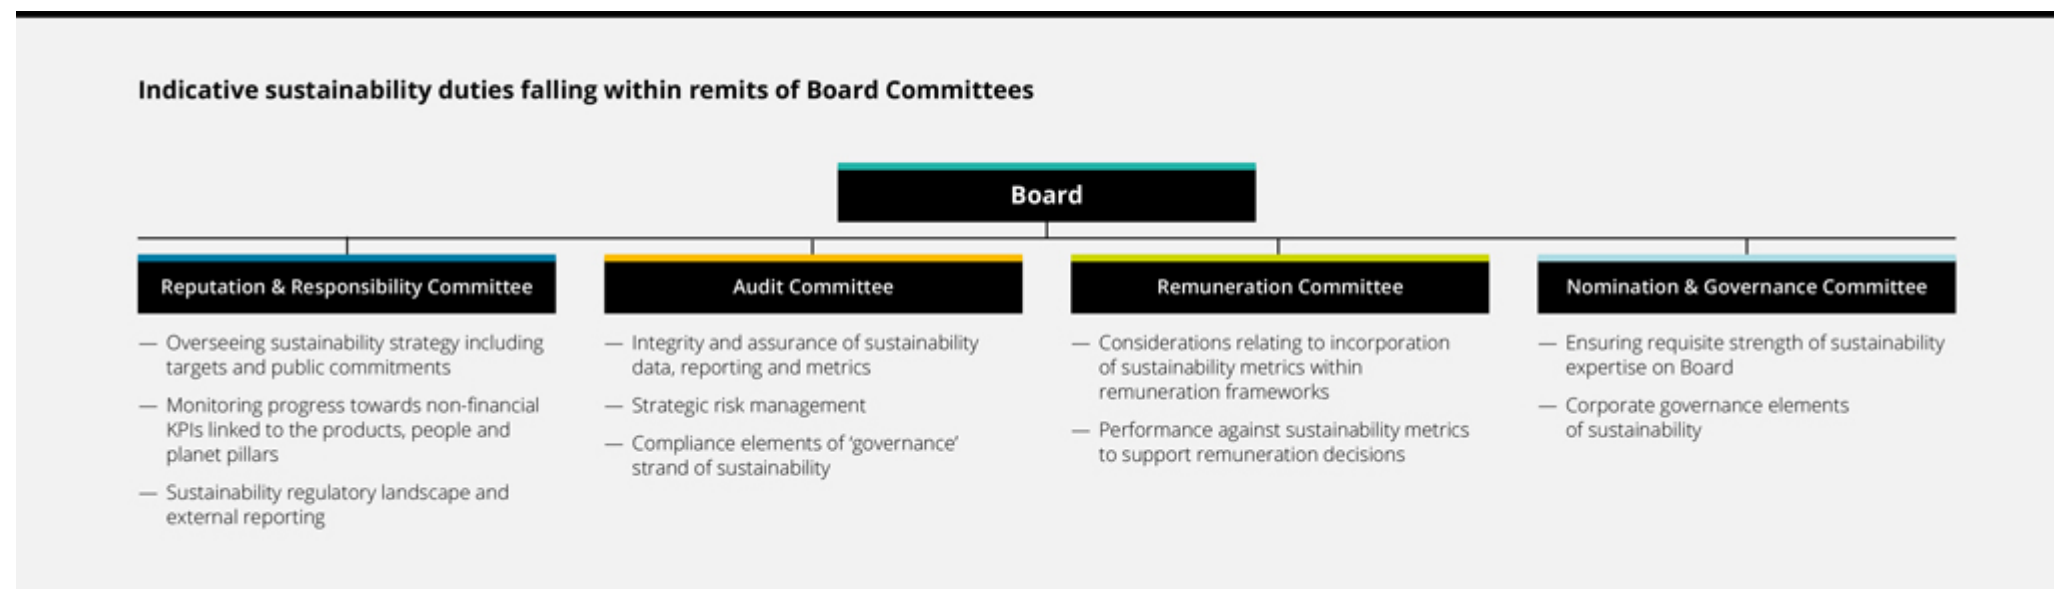 Indicative sustainability duties falling within remits of Board Committees
Board
Reputation & Responsibility Committee
— Overseeing sustainability strategy including
targets and public commitments
— Monitoring progress towards non-financial
KPIs linked to the products, people and
planet pillars
— Sustainability regulatory landscape and
external reporting
Audit Committee
— Integrity and assurance of sustainability
data, reporting and metrics
— Strategic risk management
— Compliance elements of ‘governance’
strand of sustainability
Remuneration Committee
— Considerations relating to incorporation
of sustainability metrics within
remuneration frameworks
— Performance against sustainability metrics
to support remuneration decisions
Nomination & Governance Committee
— Ensuring requisite strength of sustainability
expertise on Board
— Corporate governance elements
of sustainability